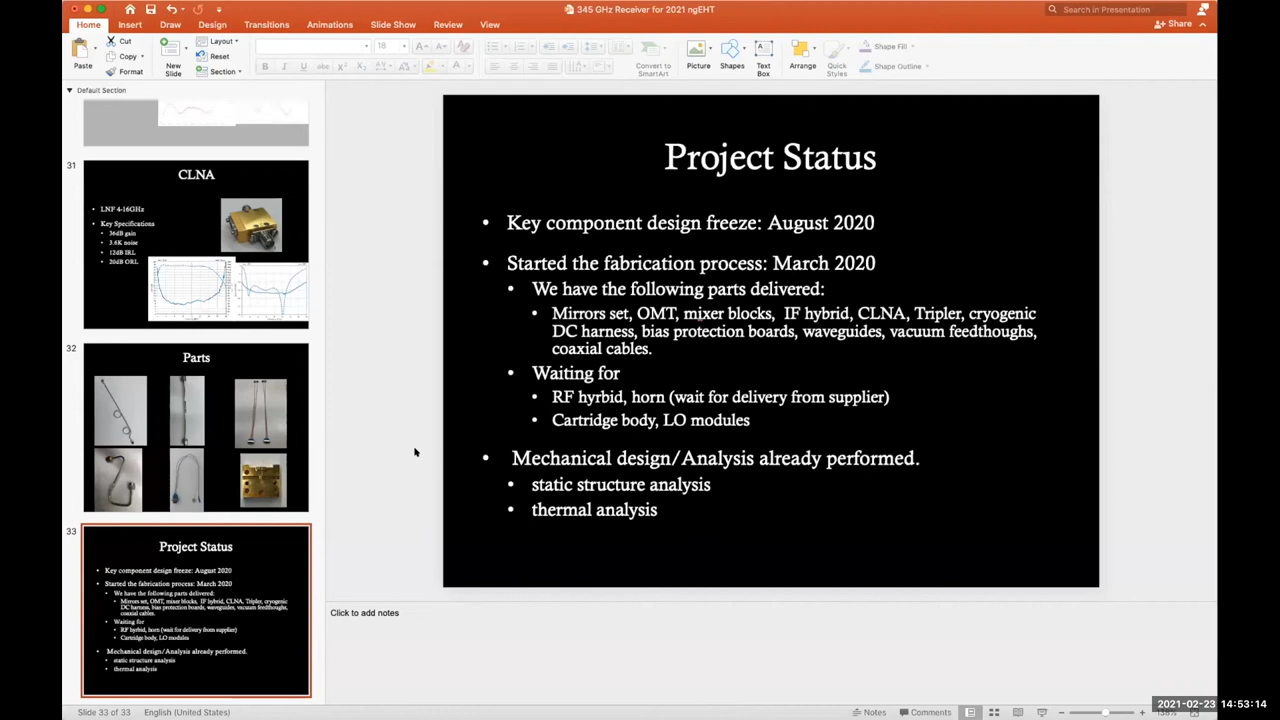 345 GHz Receiver for 2021 ngEHT
Search in Presentation
Home Insert Draw Design Transitions Animations Slide Show Review View
Share
Paste
Cut
Copy
Format
New Slide
Layout
Reset
Section
18
Convert to SmartArt
Picture
Shapes
Text Box
Arrange
Quick Styles
Shape Fill
Shape Outline
Default Section
31
CLNA
• LNF 4-16GHz
• Key Specifications
• 36dB gain
• 3.6K noise
• 12dB IRL
• 20dB ORL
32
Parts
33
Project Status
• Key component design freeze: August 2020
• Started the fabrication process: March 2020
• We have the following parts delivered:
• Mirrors set, OMT, mixer blocks, IF hybrid, CLNA, Tripler, cryogenic
DC harness, bias protection boards, waveguides, vacuum feedthoughs,
coaxial cables.
• Waiting for
• RF hyrbid, horn (wait for delivery from supplier)
• Cartridge body, LO modules
• Mechanical design/Analysis already performed.
• static structure analysis
• thermal analysis
Project Status
• Key component design freeze: August 2020
• Started the fabrication process: March 2020
• We have the following parts delivered:
• Mirrors set, OMT, mixer blocks, IF hybrid, CLNA, Tripler, cryogenic
DC harness, bias protection boards, waveguides, vacuum feedthoughs,
coaxial cables.
• Waiting for
• RF hyrbid, horn (wait for delivery from supplier)
• Cartridge body, LO modules
• Mechanical design/Analysis already performed.
• static structure analysis
• thermal analysis
Click to add notes
Slide 33 of 33
English (United States)
Notes
Comments
2021-02-23 14:53:14